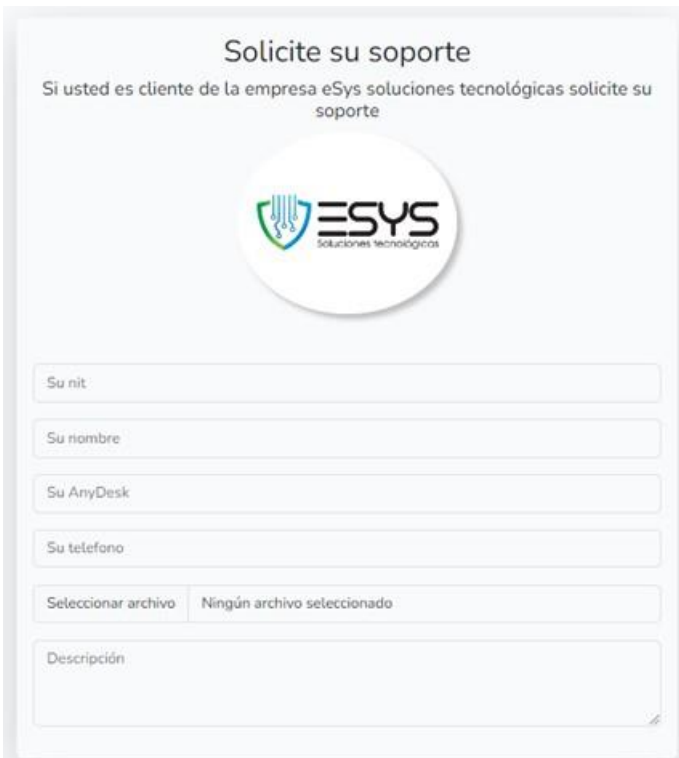 Solicite su soporte
Si usted es cliente de la empresa eSys soluciones tecnológicas solicite su
soporte
ESYS
Soluciones tecnológicas
Su nit
Su nombre
Su AnyDesk
Su telefono
Seleccionar archivo Ningún archivo seleccionado
Descripción